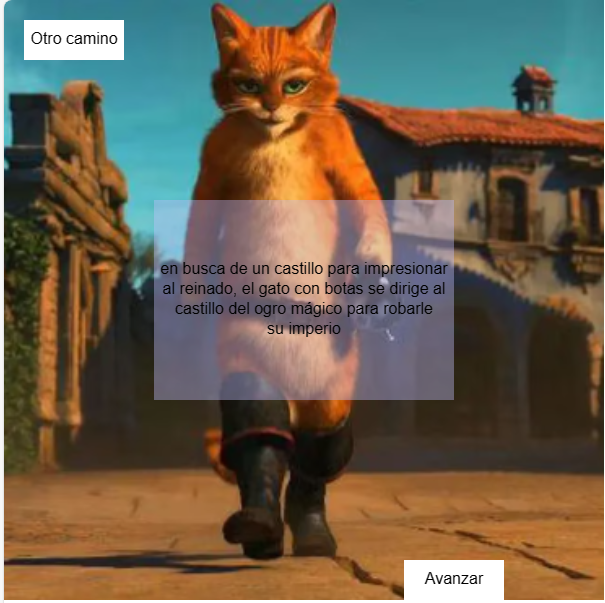 Otro camino
en busca de un castillo para impresionar
al reinado, el gato con botas se dirige al
castillo del ogro mágico para robarle
su imperio
Avanzar